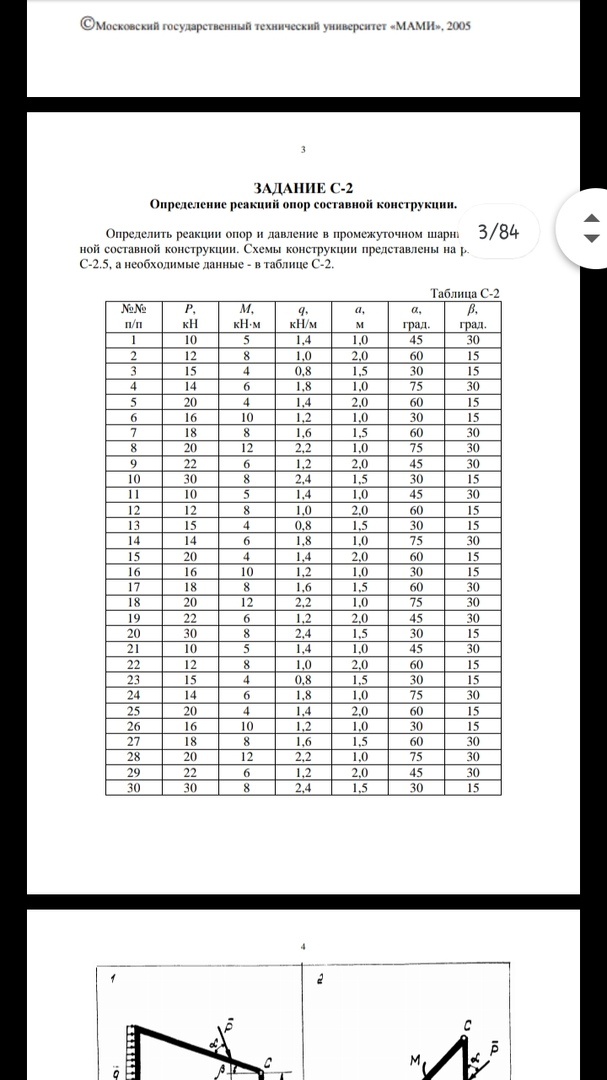 ©Московский государственный технический университет «МАМИ», 2005
3
ЗАДАНИЕ С-2
Определение реакций опор составной конструкции.
Определить реакции опор и давление в промежуточном
3/84
ной составной конструкции. Схемы конструкции представлены на
С-2.5, а необходимые данные - в таблице С-2.
Таблица С-2
№№ P, M, q, a, α, β,
п/п кН кН·м кН/м м град. град.
1 10 5 1,4 1,0 45 30
2 12 8 1,0 2,0 60 15
3 15 4 0,8 1,5 30 15
4 14 6 1,8 1,0 75 30
5 20 4 1,4 2,0 60 15
6 16 10 1,2 1,0 30 15
7 18 8 1,6 1,5 60 30
8 20 12 2,2 1,0 75 30
9 22 6 1,2 2,0 45 30
10 30 8 2,4 1,5 30 15
11 10 5 1,4 1,0 45 30
12 12 8 1,0 2,0 60 15
13 15 4 0,8 1,5 30 15
14 14 6 1,8 1,0 75 30
15 20 4 1,4 2,0 60 15
16 16 10 1,2 1,0 30 15
17 18 8 1,6 1,5 60 30
18 20 12 2,2 1,0 75 30
19 22 6 1,2 2,0 45 30
20 30 8 2,4 1,5 30 15
21 10 5 1,4 1,0 45 30
22 12 8 1,0 2,0 60 15
23 15 4 0,8 1,5 30 15
24 14 6 1,8 1,0 75 30
25 20 4 1,4 2,0 60 15
26 16 10 1,2 1,0 30 15
27 18 8 1,6 1,5 60 30
28 20 12 2,2 1,0 75 30
29 22 6 1,2 2,0 45 30
30 30 8 2,4 1,5 30 15
4
1
2
P̄
α
C
β
q̄
C
P̄
M
α